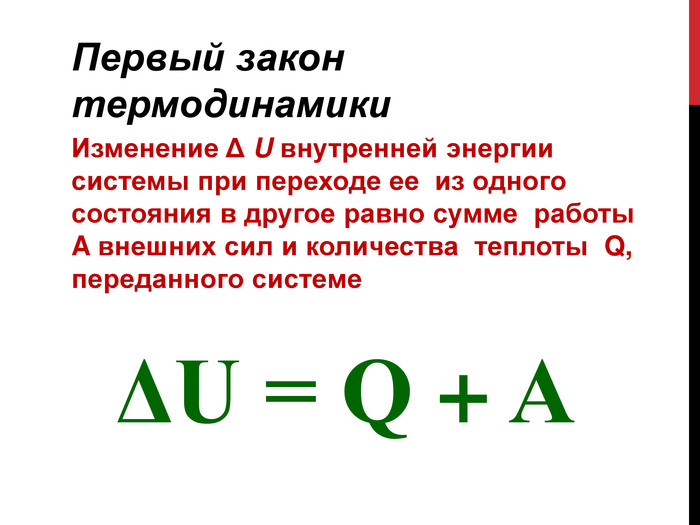 Первый закон
термодинамики
Изменение Δ U внутренней энергии
системы при переходе ее из одного
состояния в другое равно сумме работы
А внешних сил и количества теплоты Q,
переданного системе
ΔU = Q + A